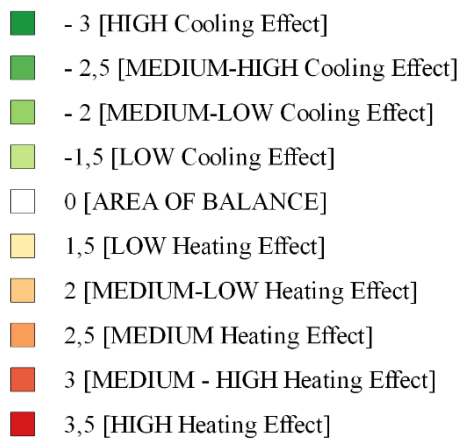 - 3 [HIGH Cooling Effect]
- 2,5 [MEDIUM-HIGH Cooling Effect]
- 2 [MEDIUM-LOW Cooling Effect]
-1,5 [LOW Cooling Effect]
0 [AREA OF BALANCE]
1,5 [LOW Heating Effect]
2 [MEDIUM-LOW Heating Effect]
2,5 [MEDIUM Heating Effect]
3 [MEDIUM - HIGH Heating Effect]
3,5 [HIGH Heating Effect]